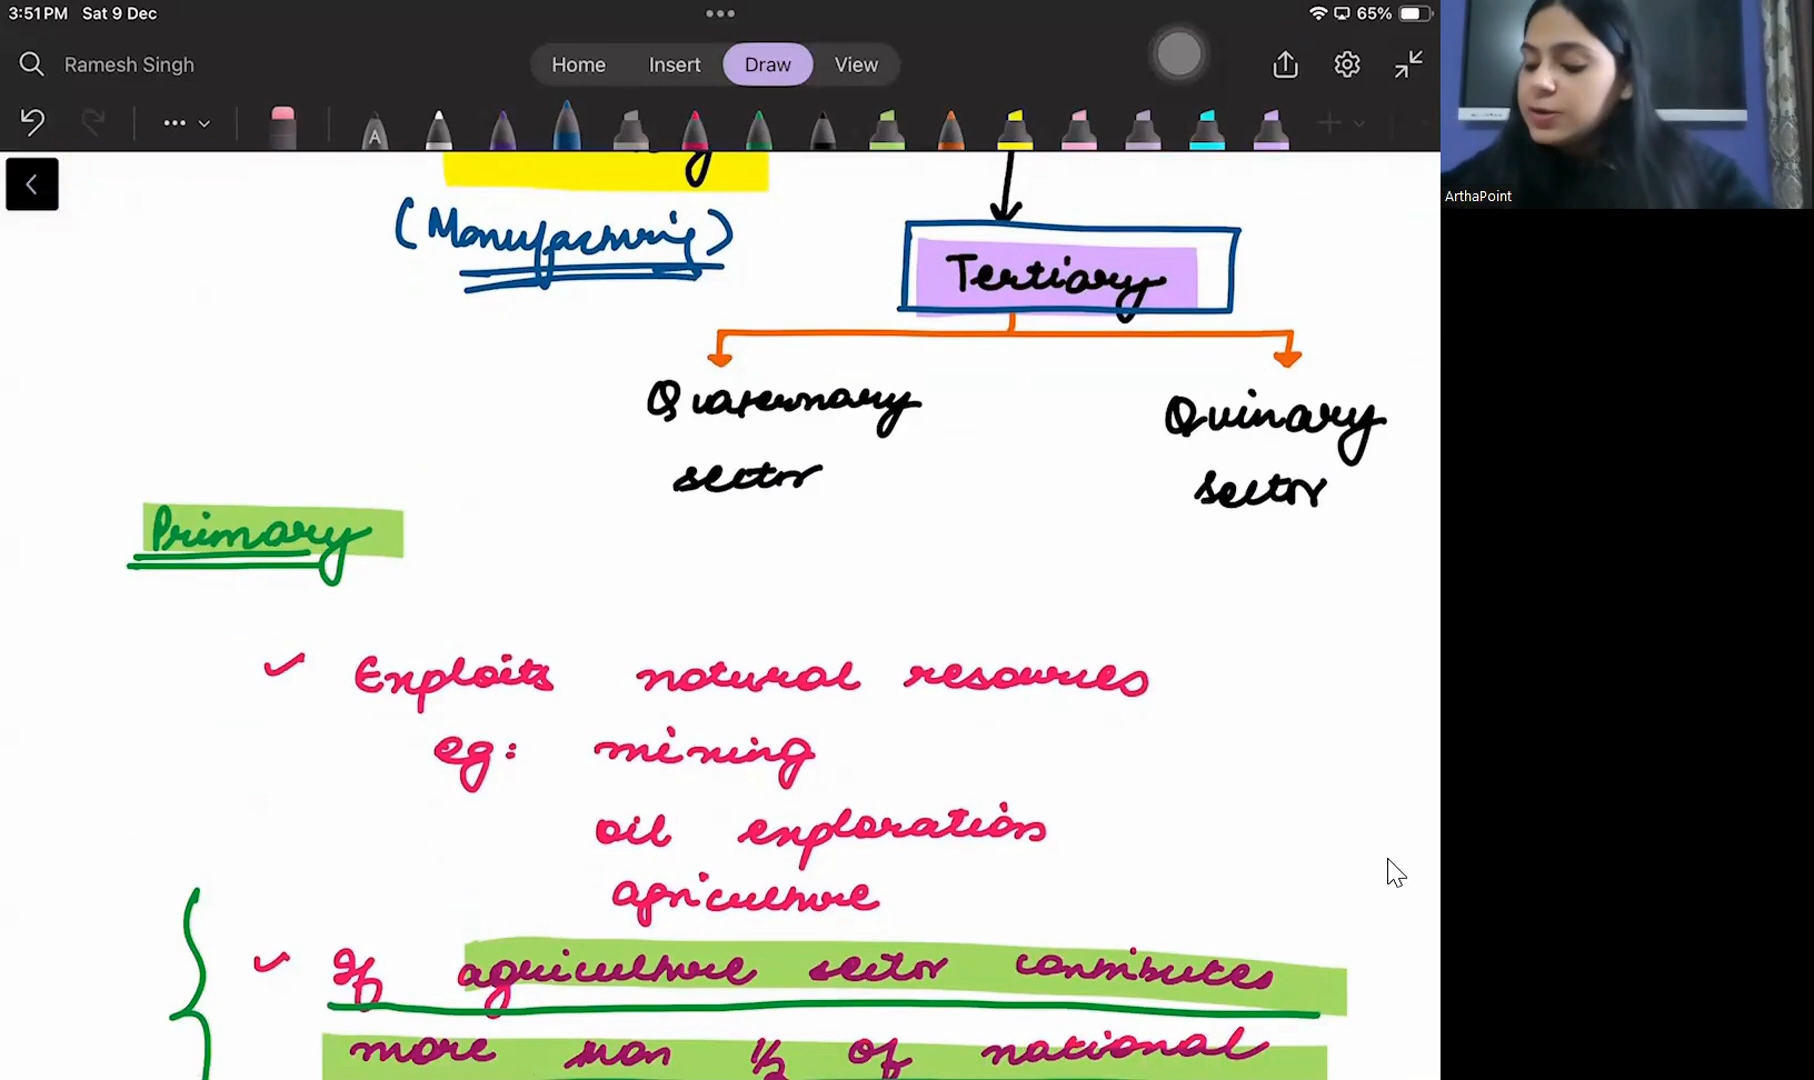 3:51 PM Sat 9 Dec
65%
Ramesh Singh
Home Insert Draw View
A
ArthaPoint
(Manufacturing)
Tertiary
Quaternary
sector
Quinary
sector
Primary
Exploits natural resources
eg: mining
oil exploration
agriculture
If agriculture sector contributes
more than 1/2 of national